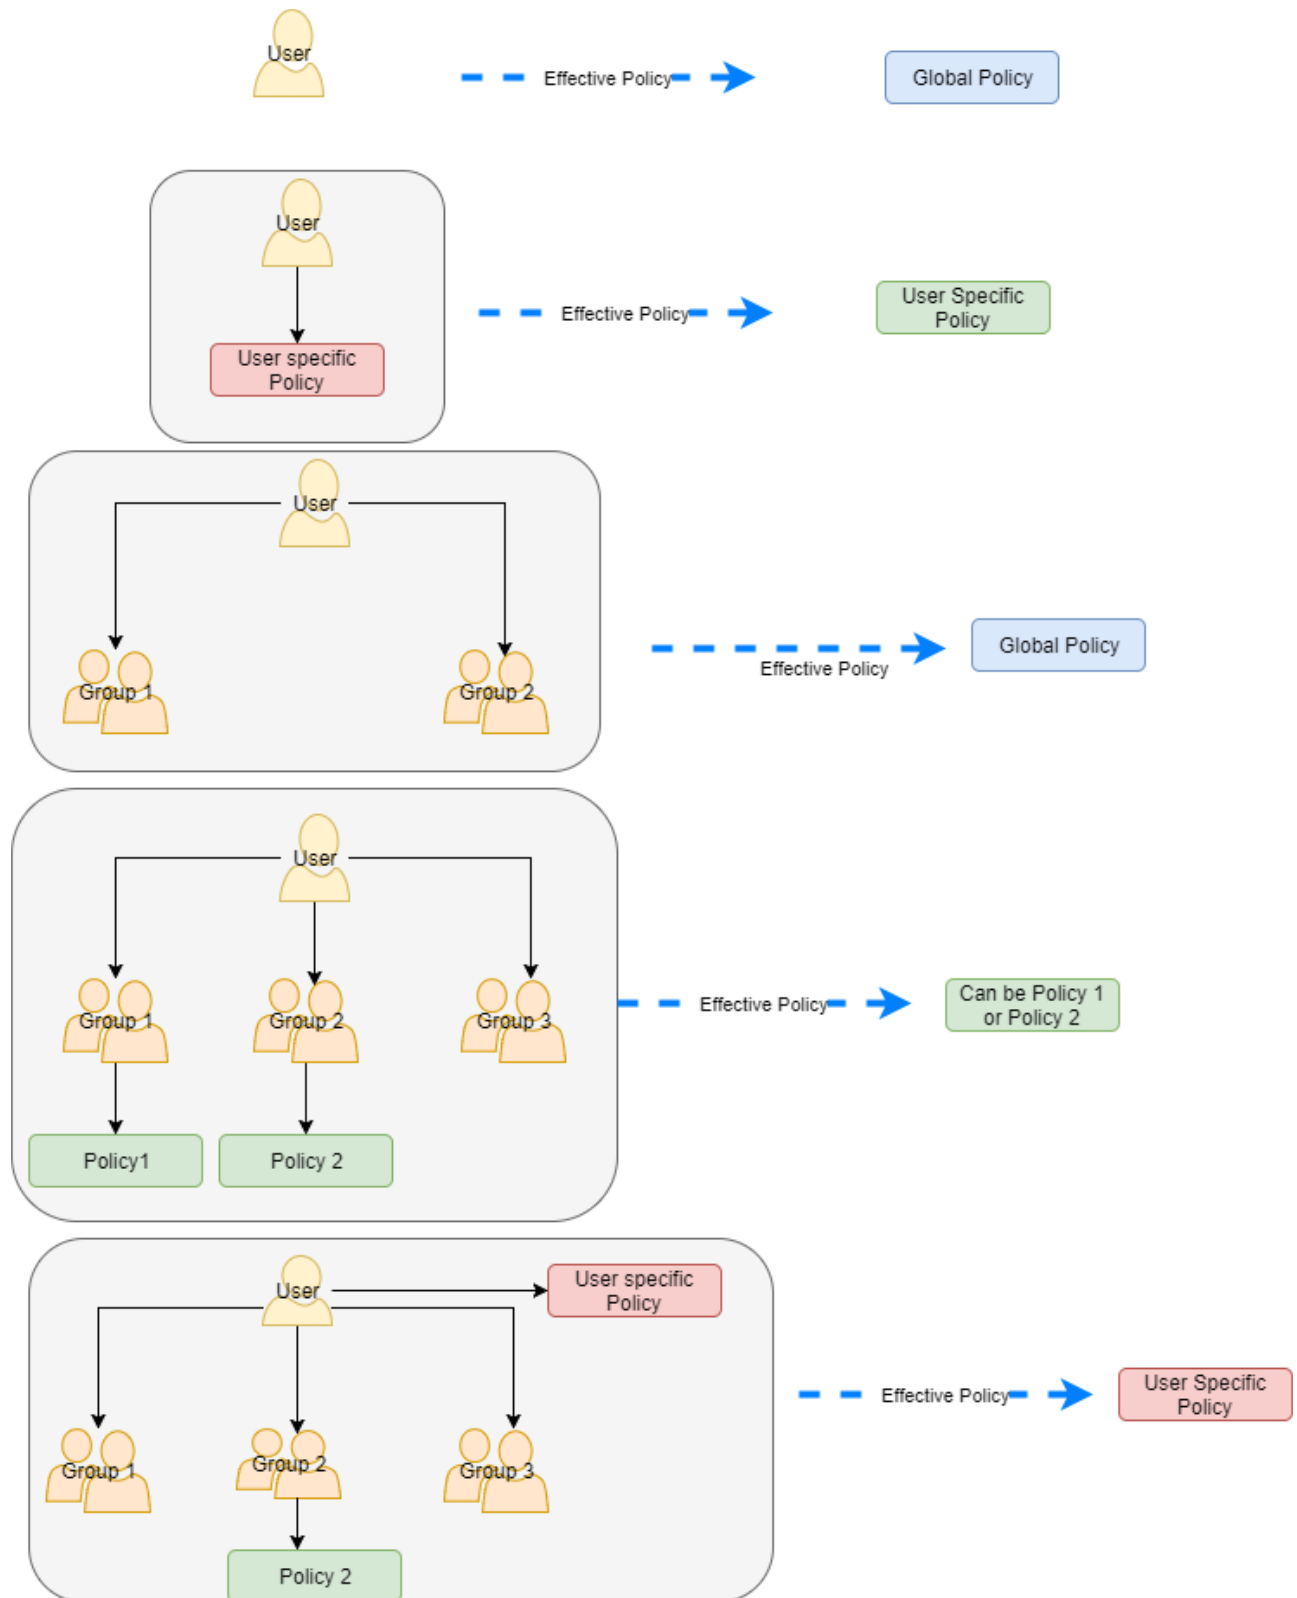 User
Effective Policy
Global Policy
User
User specific
Policy
Effective Policy
User Specific
Policy
User
Group 1
Group 2
Effective Policy
Global Policy
User
Group 1
Group 2
Group 3
Policy1
Policy 2
Effective Policy
Can be Policy 1
or Policy 2
User
User specific
Policy
Group 1
Group 2
Group 3
Policy 2
Effective Policy
User Specific
Policy